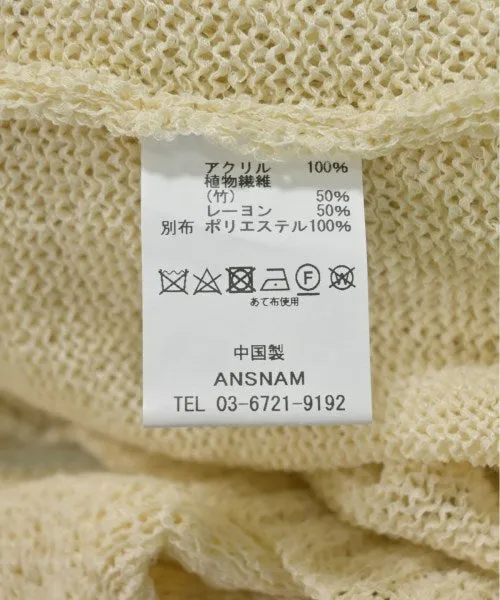 アクリル 100%
植物繊維
(竹) 50%
レーヨン 50%
別布 ポリエステル100%
F W
あて布使用
中国製
ANSNAM
TEL 03-6721-9192